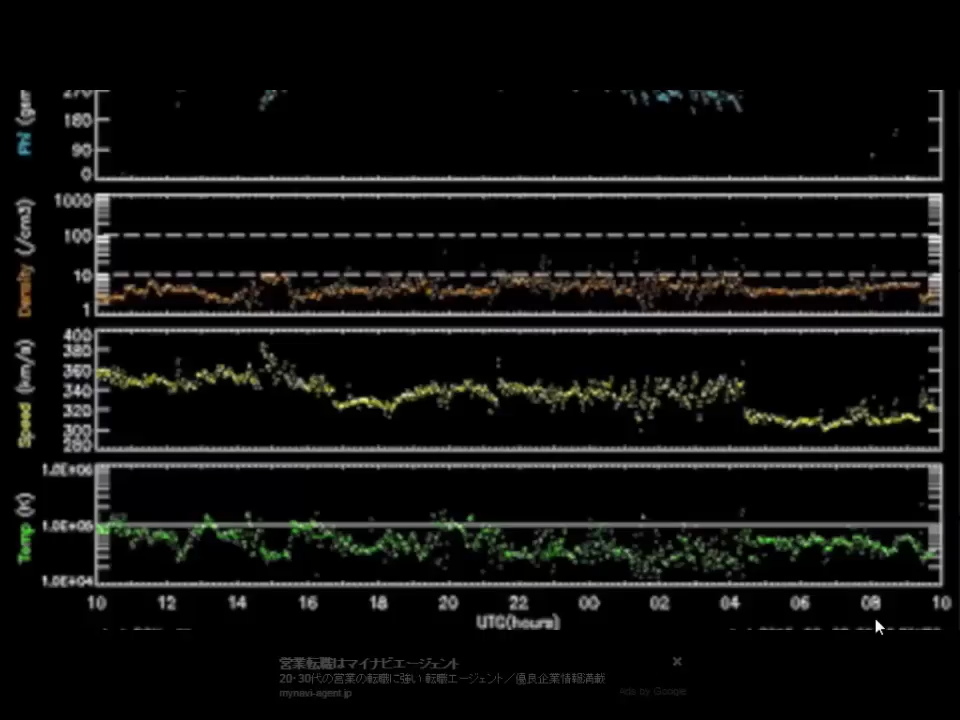 Phi (gsm
180
90
0
Density (/cm3)
1000
100
10
1
Speed (km/s)
400
380
360
340
320
300
280
Temp (K)
1.0E+06
1.0E+05
1.0E+04
10 12 14 16 18 20 22 00 02 04 06 08 10
UTC(hours)
営業転職はマイナビエージェント
20·30代の営業の転職に強い 転職エージェント／優良企業情報満載
mynavi-agent.jp
Ads by Google